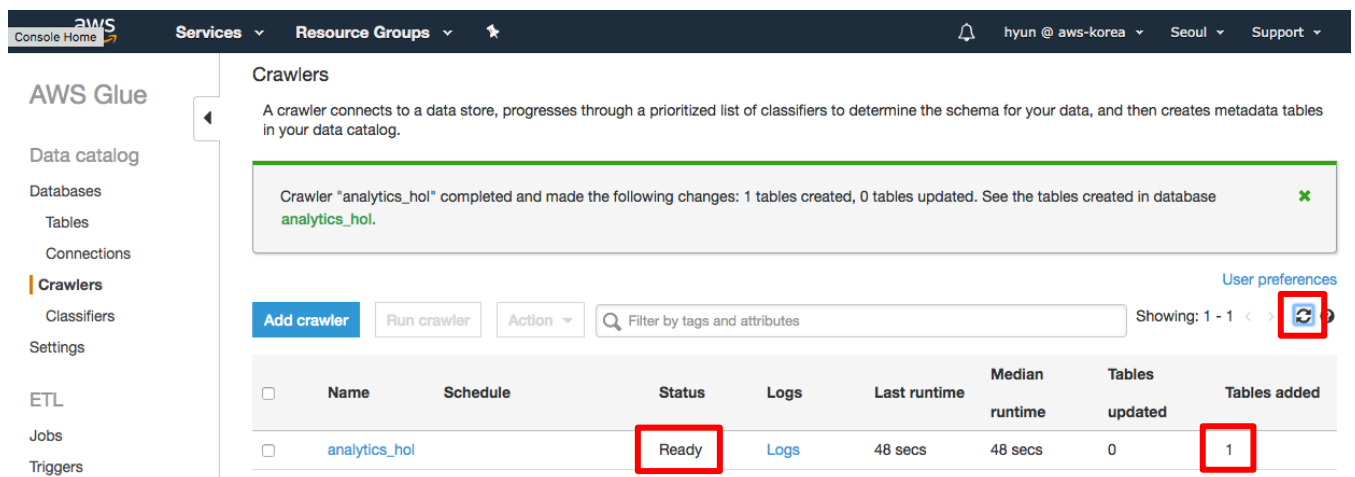 aws
Console Home
Services
Resource Groups
hyun @ aws-korea
Seoul
Support
AWS Glue
Data catalog
Databases
Tables
Connections
Crawlers
Classifiers
Settings
ETL
Jobs
Triggers
Crawlers
A crawler connects to a data store, progresses through a prioritized list of classifiers to determine the schema for your data, and then creates metadata tables
in your data catalog.
Crawler "analytics_hol" completed and made the following changes: 1 tables created, 0 tables updated. See the tables created in database
analytics_hol.
User preferences
Add crawler
Run crawler
Action
Filter by tags and attributes
Showing: 1 - 1
Name
Schedule
Status
Logs
Last runtime
Median
runtime
Tables
updated
Tables added
analytics_hol
Ready
Logs
48 secs
48 secs
0
1